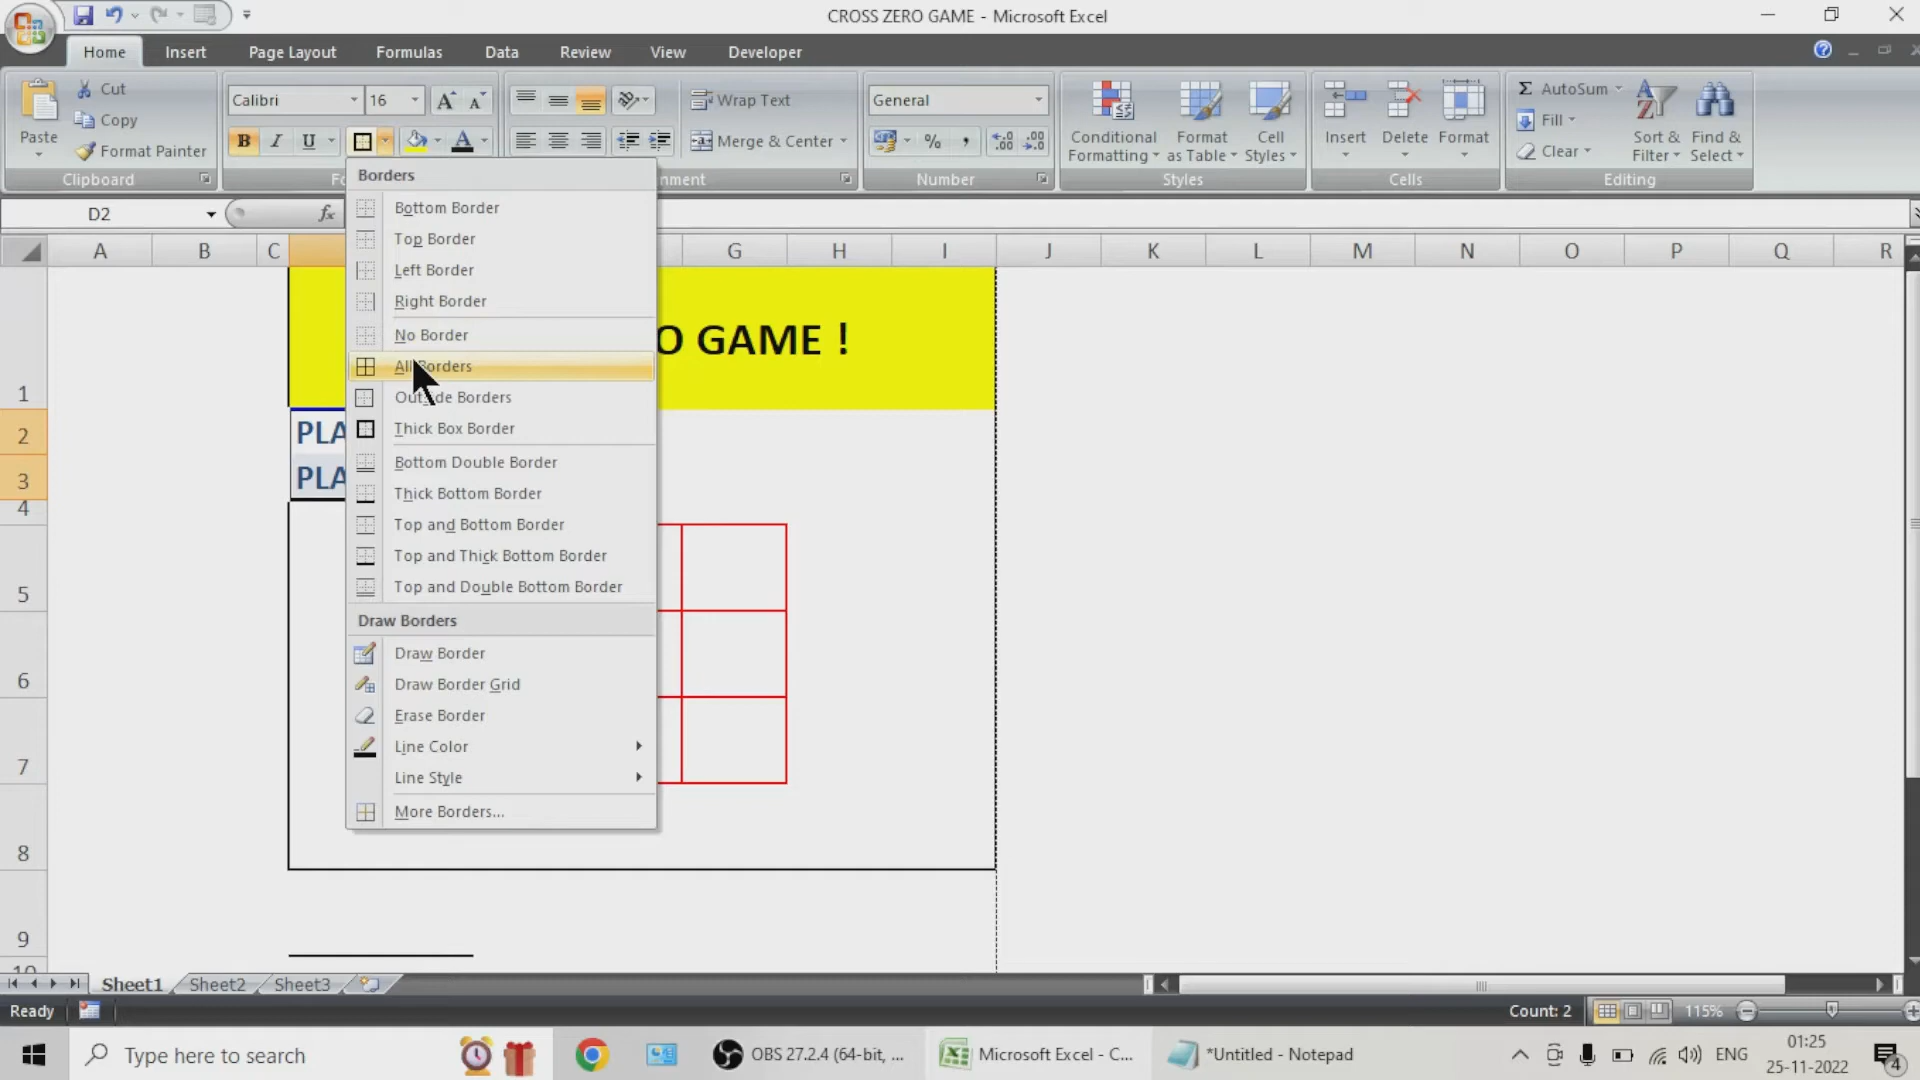 CROSS ZERO GAME - Microsoft Excel
Home Insert Page Layout Formulas Data Review View Developer
Paste
Cut
Copy
Format Painter
Clipboard
Calibri 16
B I U
Wrap Text
Merge & Center
General
Number
Conditional Formatting
Format as Table
Cell Styles
Styles
Insert Delete Format
Cells
Σ AutoSum
Fill
Clear
Sort & Filter
Find & Select
Editing
D2
fx
A B C G H I J K L M N O P Q R
Borders
Bottom Border
Top Border
Left Border
Right Border
No Border
All Borders
Outside Borders
Thick Box Border
Bottom Double Border
Thick Bottom Border
Top and Bottom Border
Top and Thick Bottom Border
Top and Double Bottom Border
Draw Borders
Draw Border
Draw Border Grid
Erase Border
Line Color
Line Style
More Borders...
O GAME !
PLA
PLA
1
2
3
4
5
6
7
8
9
10
Sheet1 Sheet2 Sheet3
Ready
Count: 2
115%
Type here to search
OBS 27.2.4 (64-bit, ...
Microsoft Excel - C...
*Untitled - Notepad
ENG
01:25
25-11-2022
4